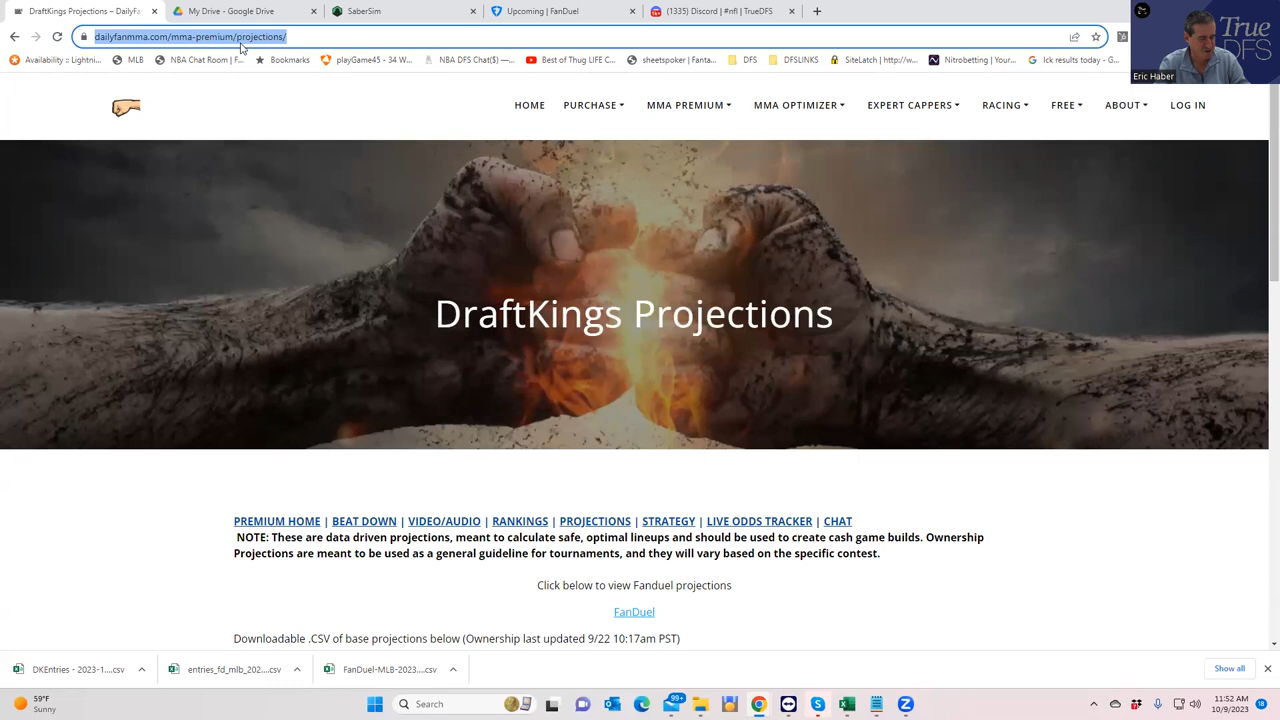 DraftKings Projections – DailyFa
My Drive - Google Drive
SaberSim
Upcoming | FanDuel
(1335) Discord | #nfl | TrueDFS
dailyfanmma.com/mma-premium/projections/
Availability :: Lightni...
MLB
NBA Chat Room | F...
Bookmarks
playGame45 - 34 W...
NBA DFS Chat($) —...
Best of Thug LIFE C...
sheetspoker | Fanta...
DFS
DFSLINKS
SiteLatch | http://w...
Nitrobetting | Your...
Ick results today - G...
True
DFS
Eric Haber
HOME
PURCHASE
MMA PREMIUM
MMA OPTIMIZER
EXPERT CAPPERS
RACING
FREE
ABOUT
LOG IN
DraftKings Projections
PREMIUM HOME | BEAT DOWN | VIDEO/AUDIO | RANKINGS | PROJECTIONS | STRATEGY | LIVE ODDS TRACKER | CHAT
NOTE: These are data driven projections, meant to calculate safe, optimal lineups and should be used to create cash game builds. Ownership
Projections are meant to be used as a general guideline for tournaments, and they will vary based on the specific contest.
Click below to view Fanduel projections
FanDuel
Downloadable .CSV of base projections below (Ownership last updated 9/22 10:17am PST)
DKEntries - 2023-1....csv
entries_fd_mlb_202....csv
FanDuel-MLB-2023....csv
Show all
59°F
Sunny
Search
99+
11:52 AM
10/9/2023
18